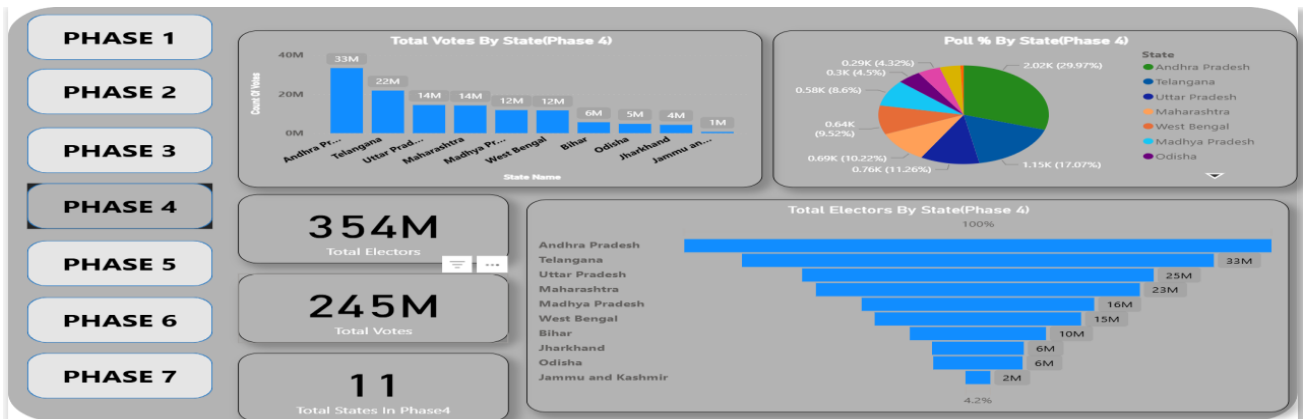 PHASE 1
PHASE 2
PHASE 3
PHASE 4
PHASE 5
PHASE 6
PHASE 7
Total Votes By State(Phase 4)
Count Of Votes
40M
20M
0M
33M
22M
14M
14M
12M
12M
6M
5M
4M
1M
Andhra Pr...
Telangana
Uttar Prad...
Maharashtra
Madhya Pr...
West Bengal
Bihar
Odisha
Jharkhand
Jammu an...
State Name
Poll % By State(Phase 4)
0.29K (4.32%)
0.3K (4.5%)
0.58K (8.6%)
0.64K
(9.52%)
0.69K (10.22%)
0.76K (11.26%)
1.15K (17.07%)
2.02K (29.97%)
State
Andhra Pradesh
Telangana
Uttar Pradesh
Maharashtra
West Bengal
Madhya Pradesh
Odisha
354M
Total Electors
245M
Total Votes
11
Total States In Phase4
Total Electors By State(Phase 4)
100%
Andhra Pradesh
Telangana 33M
Uttar Pradesh 25M
Maharashtra 23M
Madhya Pradesh 16M
West Bengal 15M
Bihar 10M
Jharkhand 6M
Odisha 6M
Jammu and Kashmir 2M
4.2%